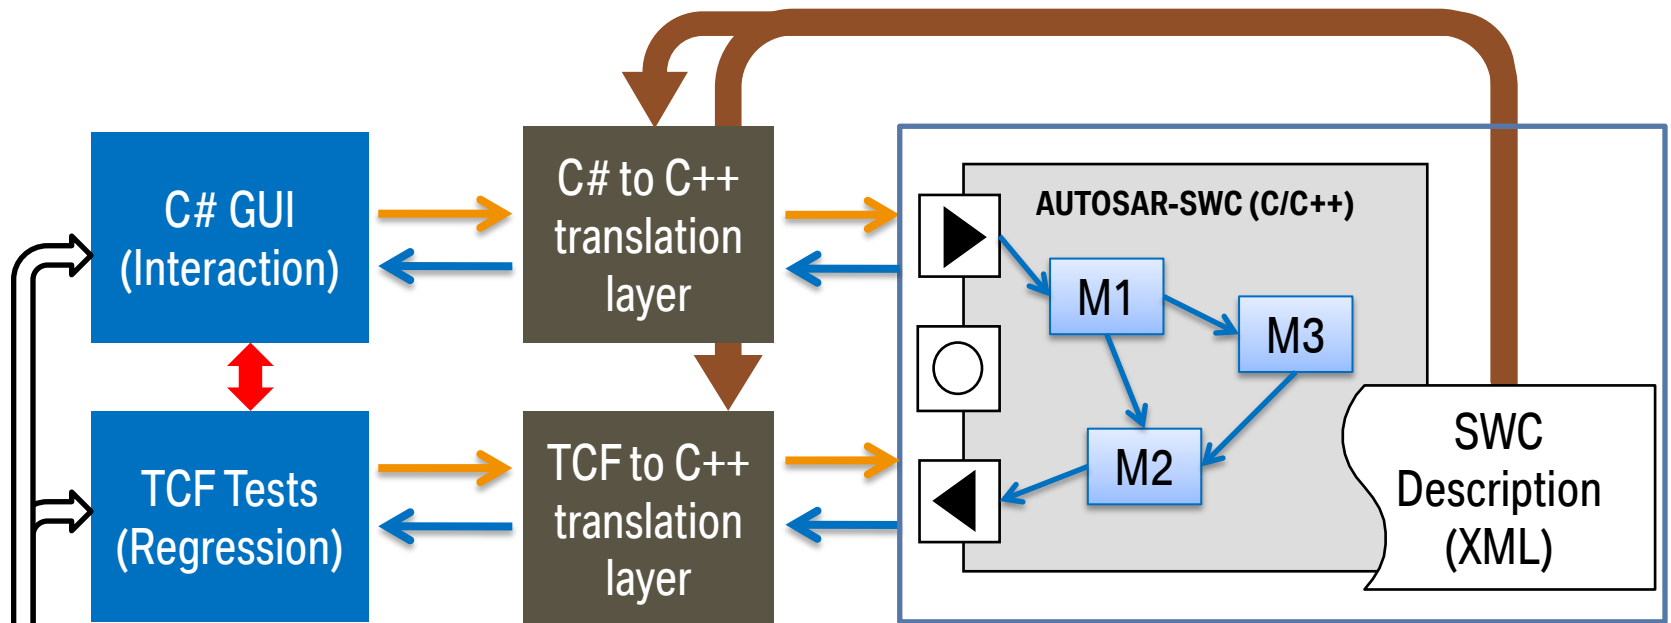 C# GUI
(Interaction)
C# to C++
translation
layer
AUTOSAR-SWC (C/C++)
M1
M3
M2
TCF Tests
(Regression)
TCF to C++
translation
layer
SWC
Description
(XML)